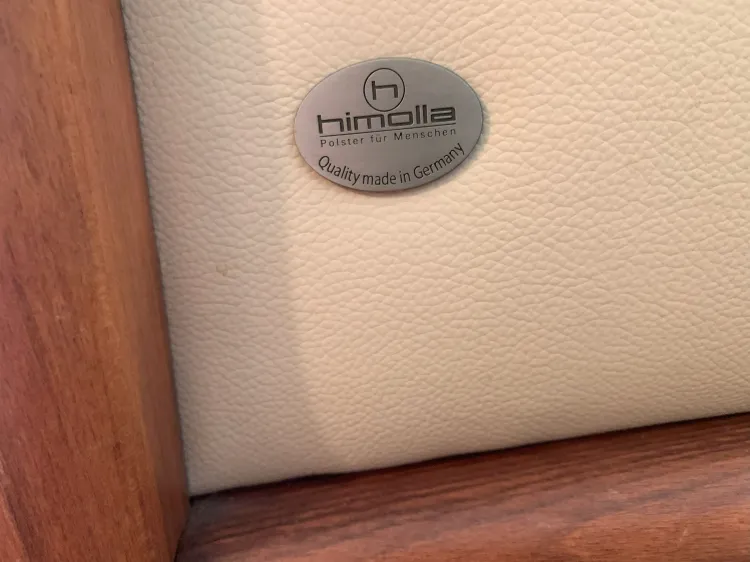 h
himolla
Polster für Menschen
Quality made in Germany